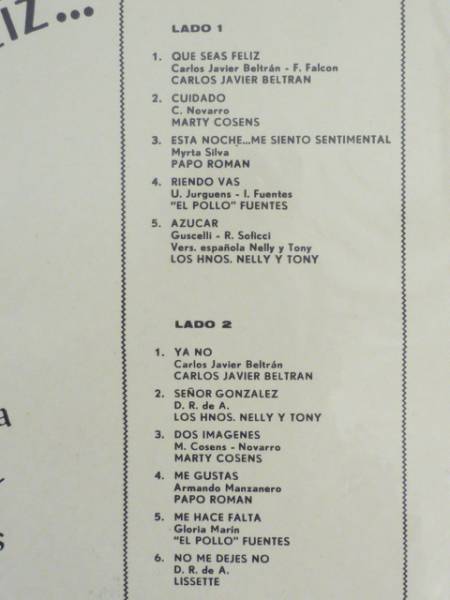 IZ...
LADO 1
1. QUE SEAS FELIZ
Carlos Javier Beltrán - F. Falcon
CARLOS JAVIER BELTRAN
2. CUIDADO
C. Novarro
MARTY COSENS
3. ESTA NOCHE...ME SIENTO SENTIMENTAL
Myrta Silva
PAPO ROMAN
4. RIENDO VAS
U. Jurguens - I. Fuentes
"EL POLLO" FUENTES
5. AZUCAR
Guscelli - R. Solicci
Vers. española Nelly y Tony
LOS HNOS. NELLY Y TONY
LADO 2
1. YA NO
Carlos Javier Beltrán
CARLOS JAVIER BELTRAN
2. SEÑOR GONZALEZ
D. R. de A.
LOS HNOS. NELLY Y TONY
3. DOS IMAGENES
M. Cosens - Novarro
MARTY COSENS
4. ME GUSTAS
Armando Manzanero
PAPO ROMAN
5. ME HACE FALTA
Gloria Marín
"EL POLLO" FUENTES
6. NO ME DEJES NO
D. R. de A.
LISSETTE
a
s